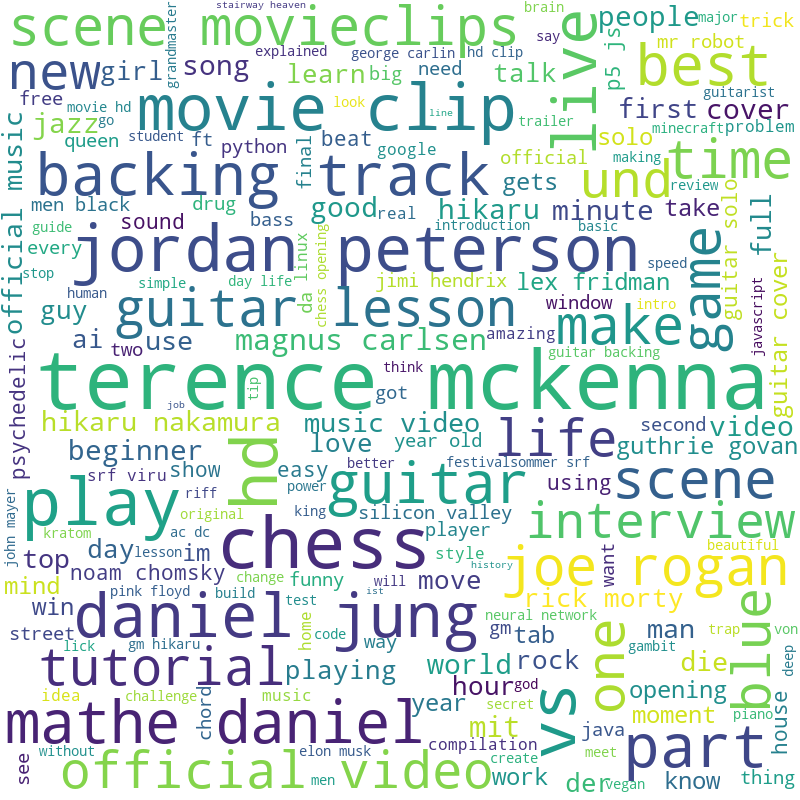 stairway heaven
brain
scene movieclips
grandmaster
live
people
major
trick
explained
george carlin
hd clip
say
p5 js
mr robot
new
girl
song
learn
big
need
talk
best
free
movie hd
go
movie clip
look
line
guitarist
first
cover
official music
jazz
queen
student
ft
python
beat
final
google
trailer
official
solo
minecraft
problem
making
time
backing track
gets
und
review
men black
drug
good
real
hikaru
minute
take
full
guitar solo
guide
every
sound
bass
da linux
introduction
basic
stop
jordan peterson
chess opening
speed
game
human
simple
day life
jimi hendrix
lex fridman
guitar cover
guy
guitar lesson
window
intro
javascript
ai
use
magnus carlsen
amazing
make
psychedelic
two
think
guitar backing
terence mckenna
tip
got
job
hikaru nakamura
music video
life
second
video
beginner
love
year old
guthrie govan
srf viru
show
easy
better
festivalsommer srf
using
scene
hd
riff
power
guitar
john mayer
kratom
play
original
king
silicon valley
interview
ac dc
player
top
day
lesson
im
chess
style
want
beautiful
noam chomsky
change
funny
history
joe rogan
mind
pink floyd
build
will
move
rick morty
win
daniel jung
test
ist
neural network
blue
street
gm hikaru
home
code
way
gm
tab
one
man
trap
von
lick
gambit
deep
tutorial
playing
world
rock
die
idea
challenge
music
hour
god
vs
opening
chord
year
secret
moment
piano
house
mathe daniel
mit
java
part
see
without
elon musk
compilation
create
meet
official video
men
work
der
vegan
know
thing